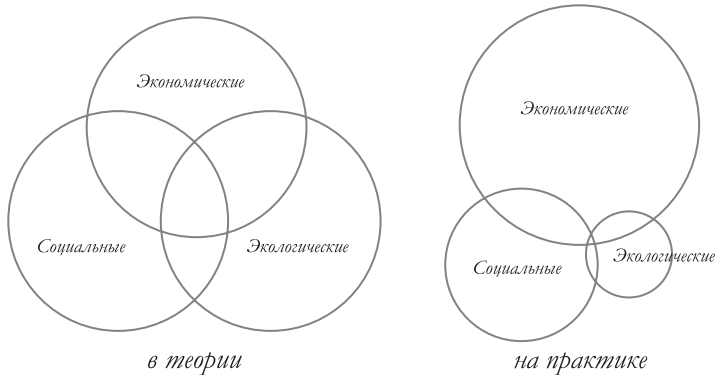 Экономические
Социальные
Экологические
в теории
Экономические
Социальные
Экологические
на практике